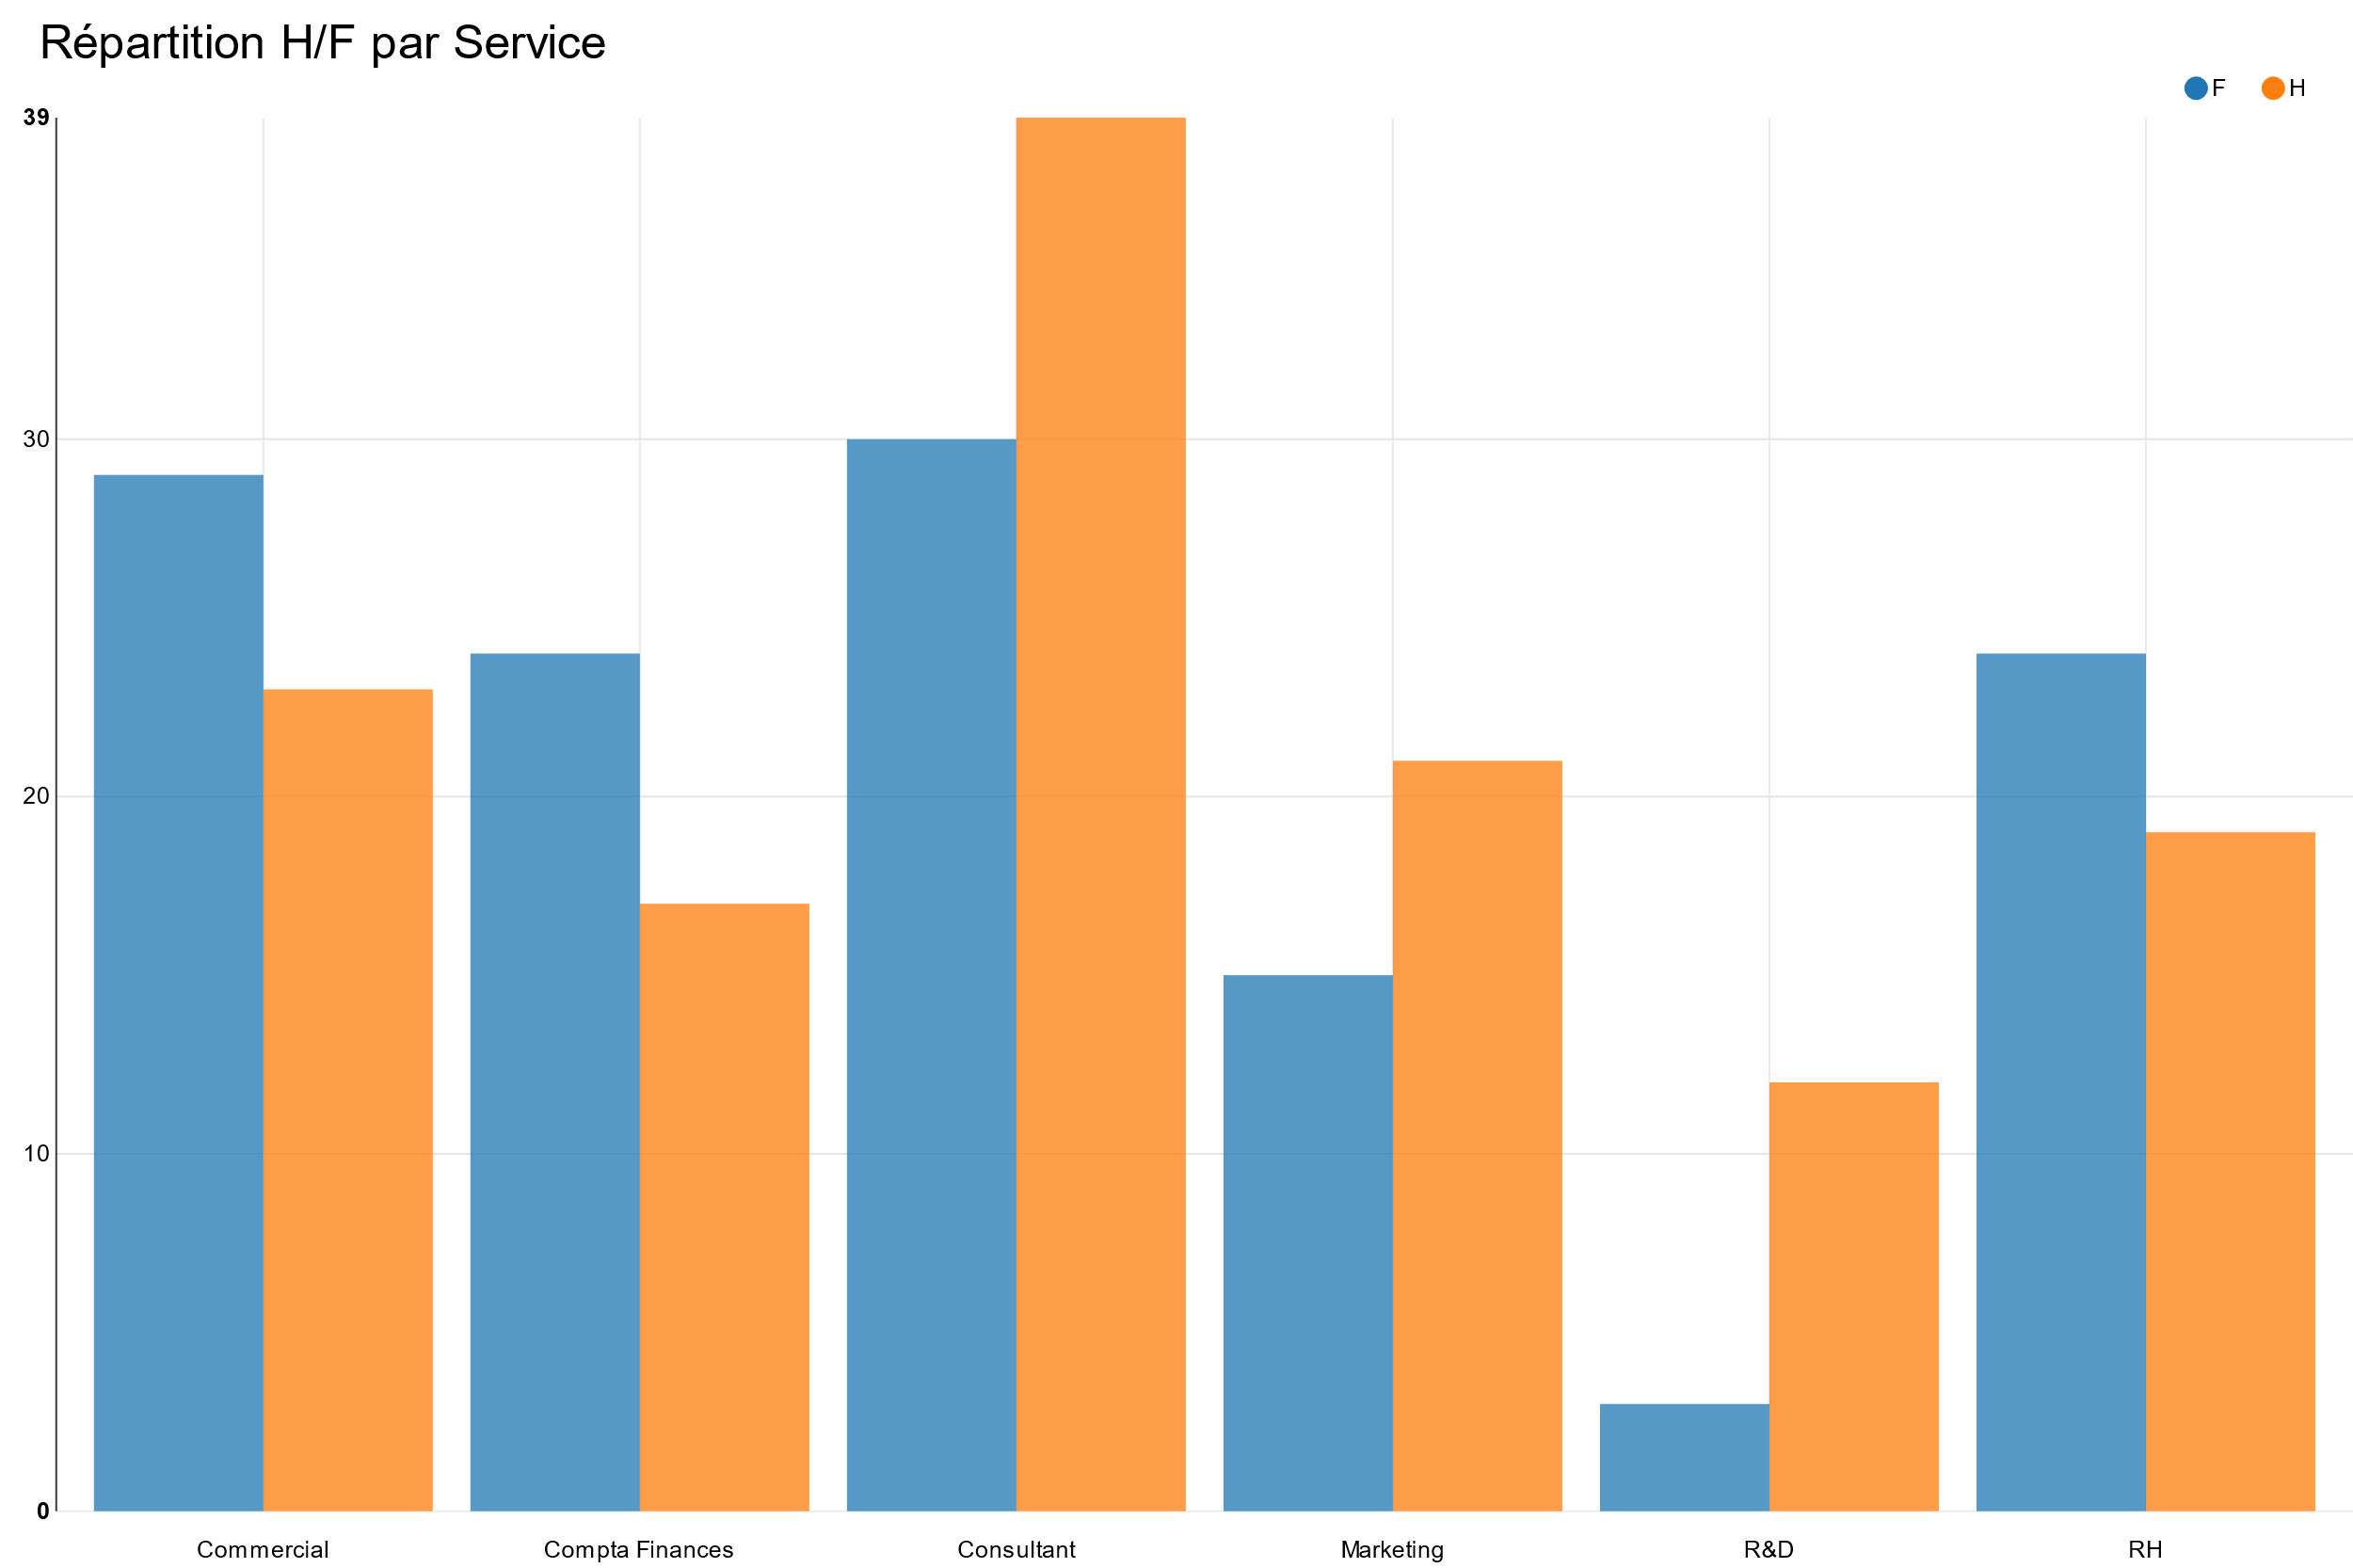 Répartition H/F par Service
F H
39
30
20
10
0
Commercial Compta Finances Consultant Marketing R&D RH